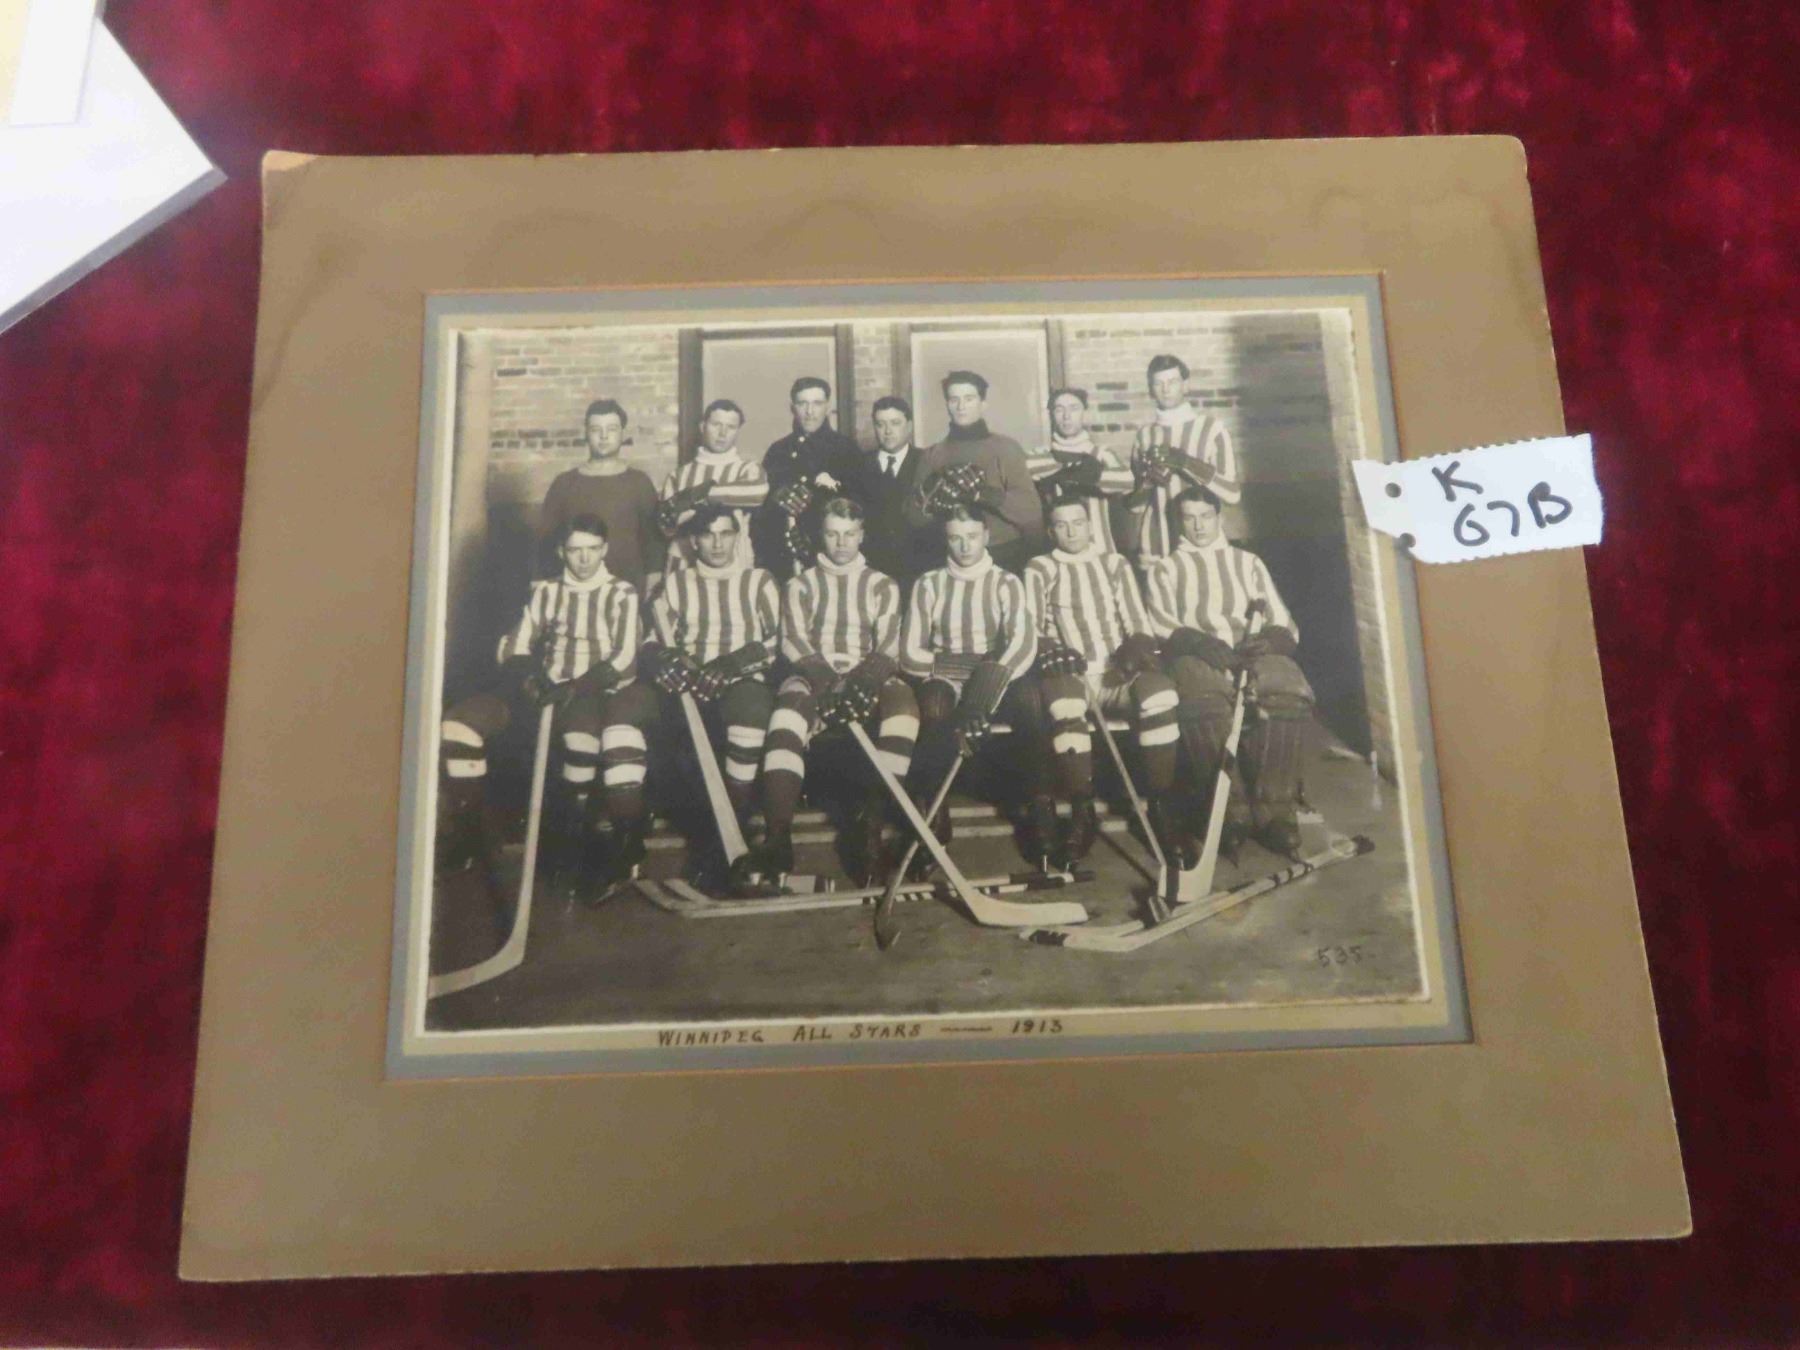 K
67B
535-
WINNIPEG ALL STARS — 1913